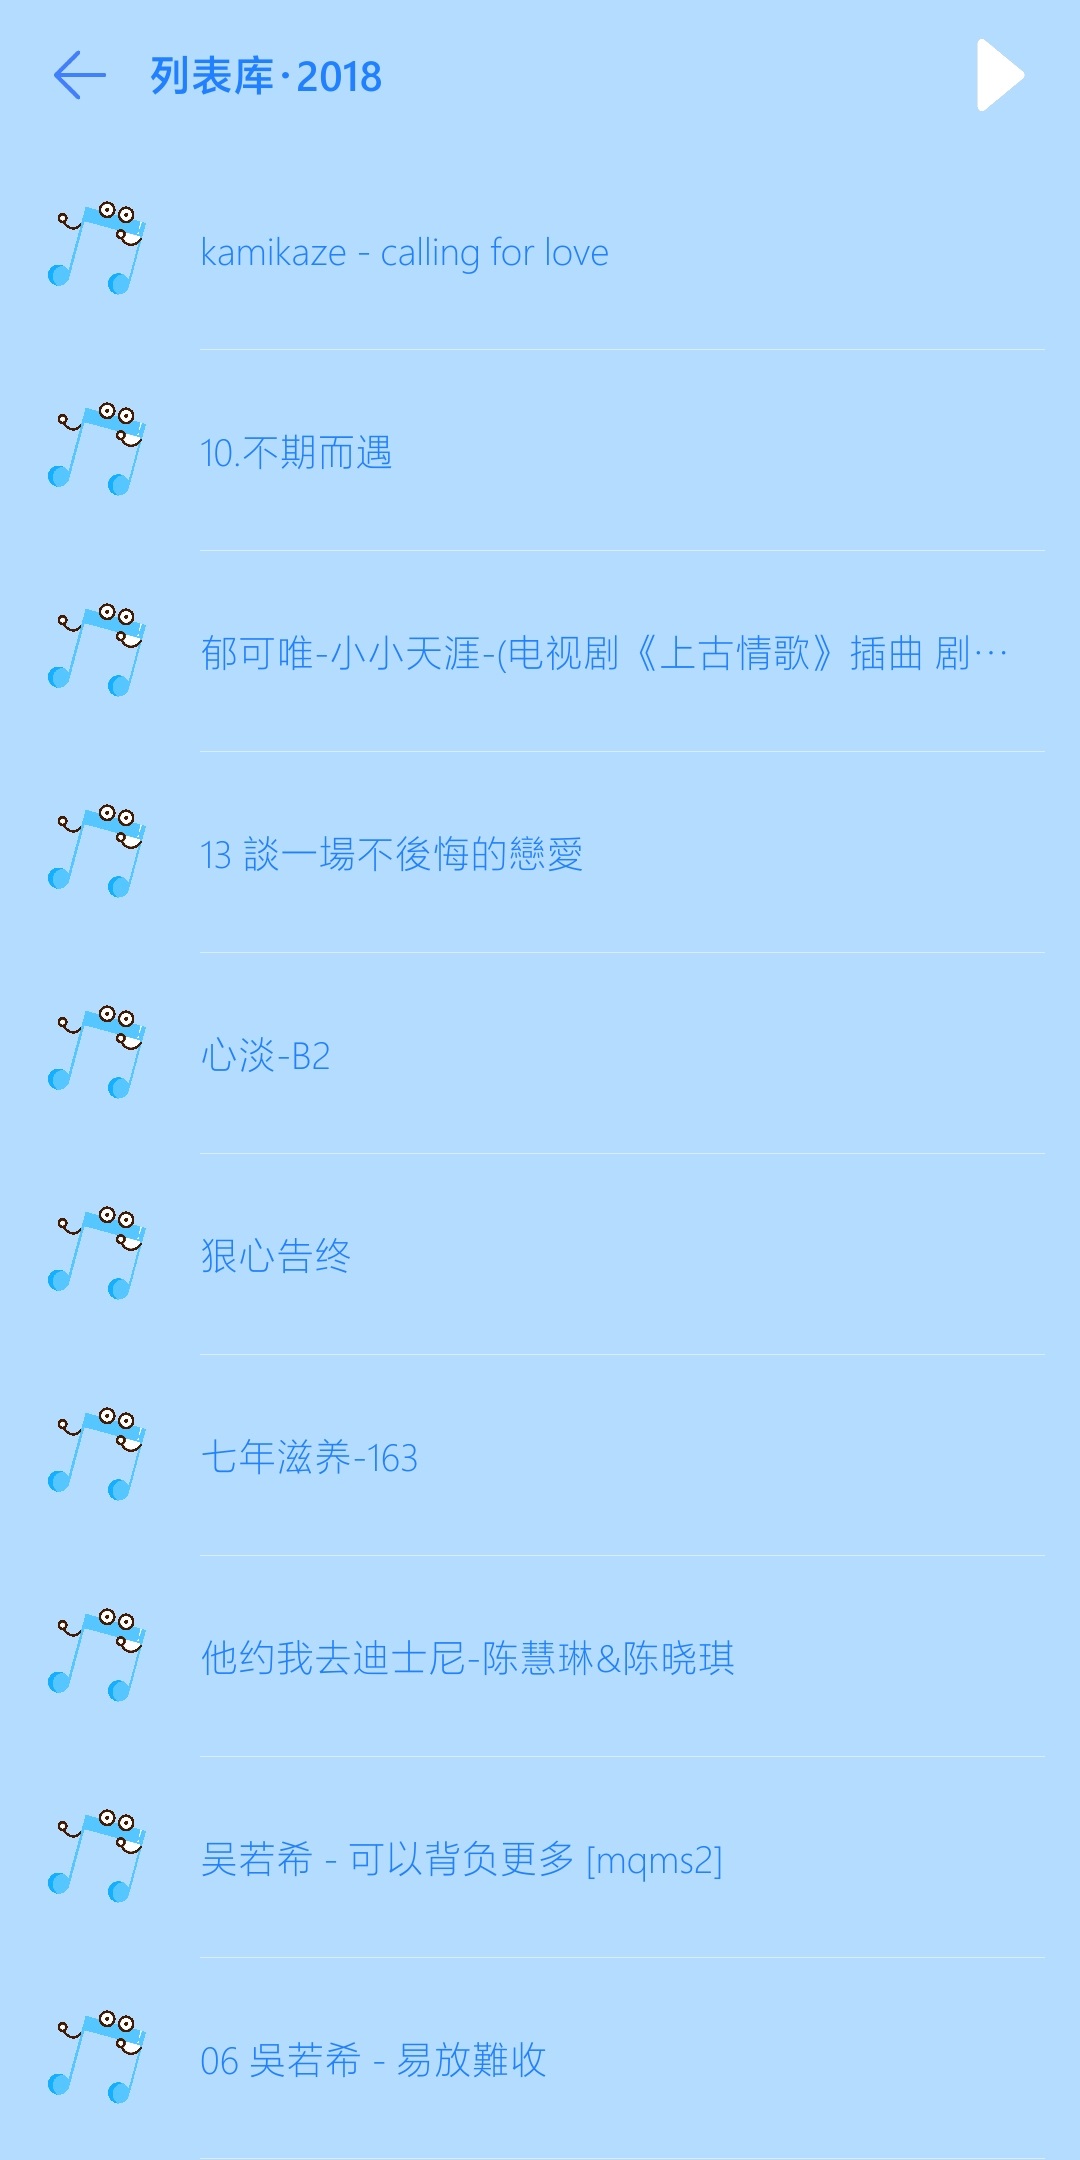 列表库·2018
kamikaze - calling for love
10.不期而遇
郁可唯-小小天涯-(电视剧《上古情歌》插曲 剧…
13 談一場不後悔的戀愛
心淡-B2
狠心告终
七年滋养-163
他约我去迪士尼-陈慧琳&陈晓琪
吴若希 - 可以背负更多 [mqms2]
06 吳若希 - 易放難收